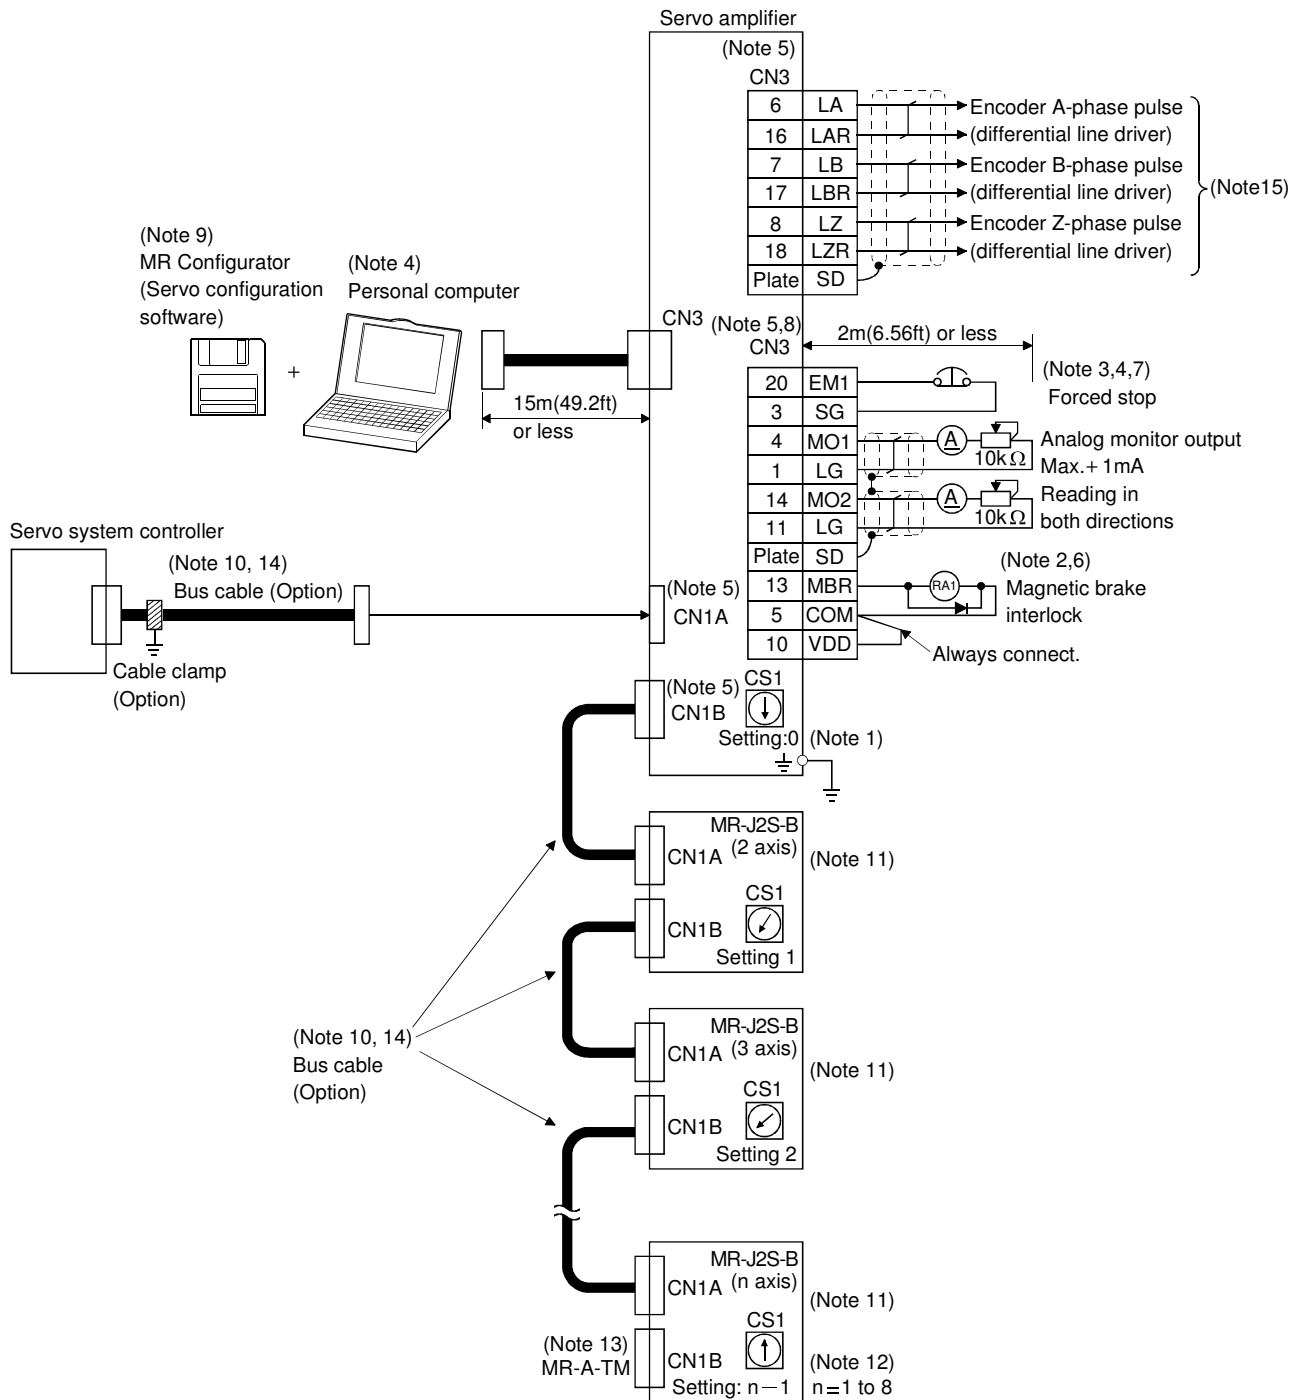 Servo amplifier
(Note 5)
CN3
6 LA
Encoder A-phase pulse
16 LAR
(differential line driver)
7 LB
Encoder B-phase pulse
17 LBR
(differential line driver)
8 LZ
Encoder Z-phase pulse
18 LZR
(differential line driver)
Plate SD
(Note15)
(Note 9)
MR Configurator
(Servo configuration
software)
+
(Note 4)
Personal computer
15m(49.2ft)
or less
CN3
(Note 5,8)
CN3
2m(6.56ft) or less
20 EM1
3 SG
(Note 3,4,7)
Forced stop
4 MO1
A
10kΩ
1 LG
Analog monitor output
Max.+ 1mA
Reading in
both directions
14 MO2
A
10kΩ
11 LG
Plate SD
13 MBR
RA1
(Note 2,6)
Magnetic brake
interlock
5 COM
10 VDD
Always connect.
Servo system controller
(Note 10, 14)
Bus cable (Option)
Cable clamp
(Option)
(Note 5)
CN1A
(Note 5)
CN1B
CS1
Setting:0
(Note 1)
MR-J2S-B
(2 axis)
CN1A
(Note 11)
CS1
CN1B
Setting 1
(Note 10, 14)
Bus cable
(Option)
MR-J2S-B
(3 axis)
CN1A
(Note 11)
CS1
CN1B
Setting 2
MR-J2S-B
(n axis)
CN1A
(Note 11)
CS1
(Note 13)
MR-A-TM
CN1B
Setting: n−1
(Note 12)
n=1 to 8